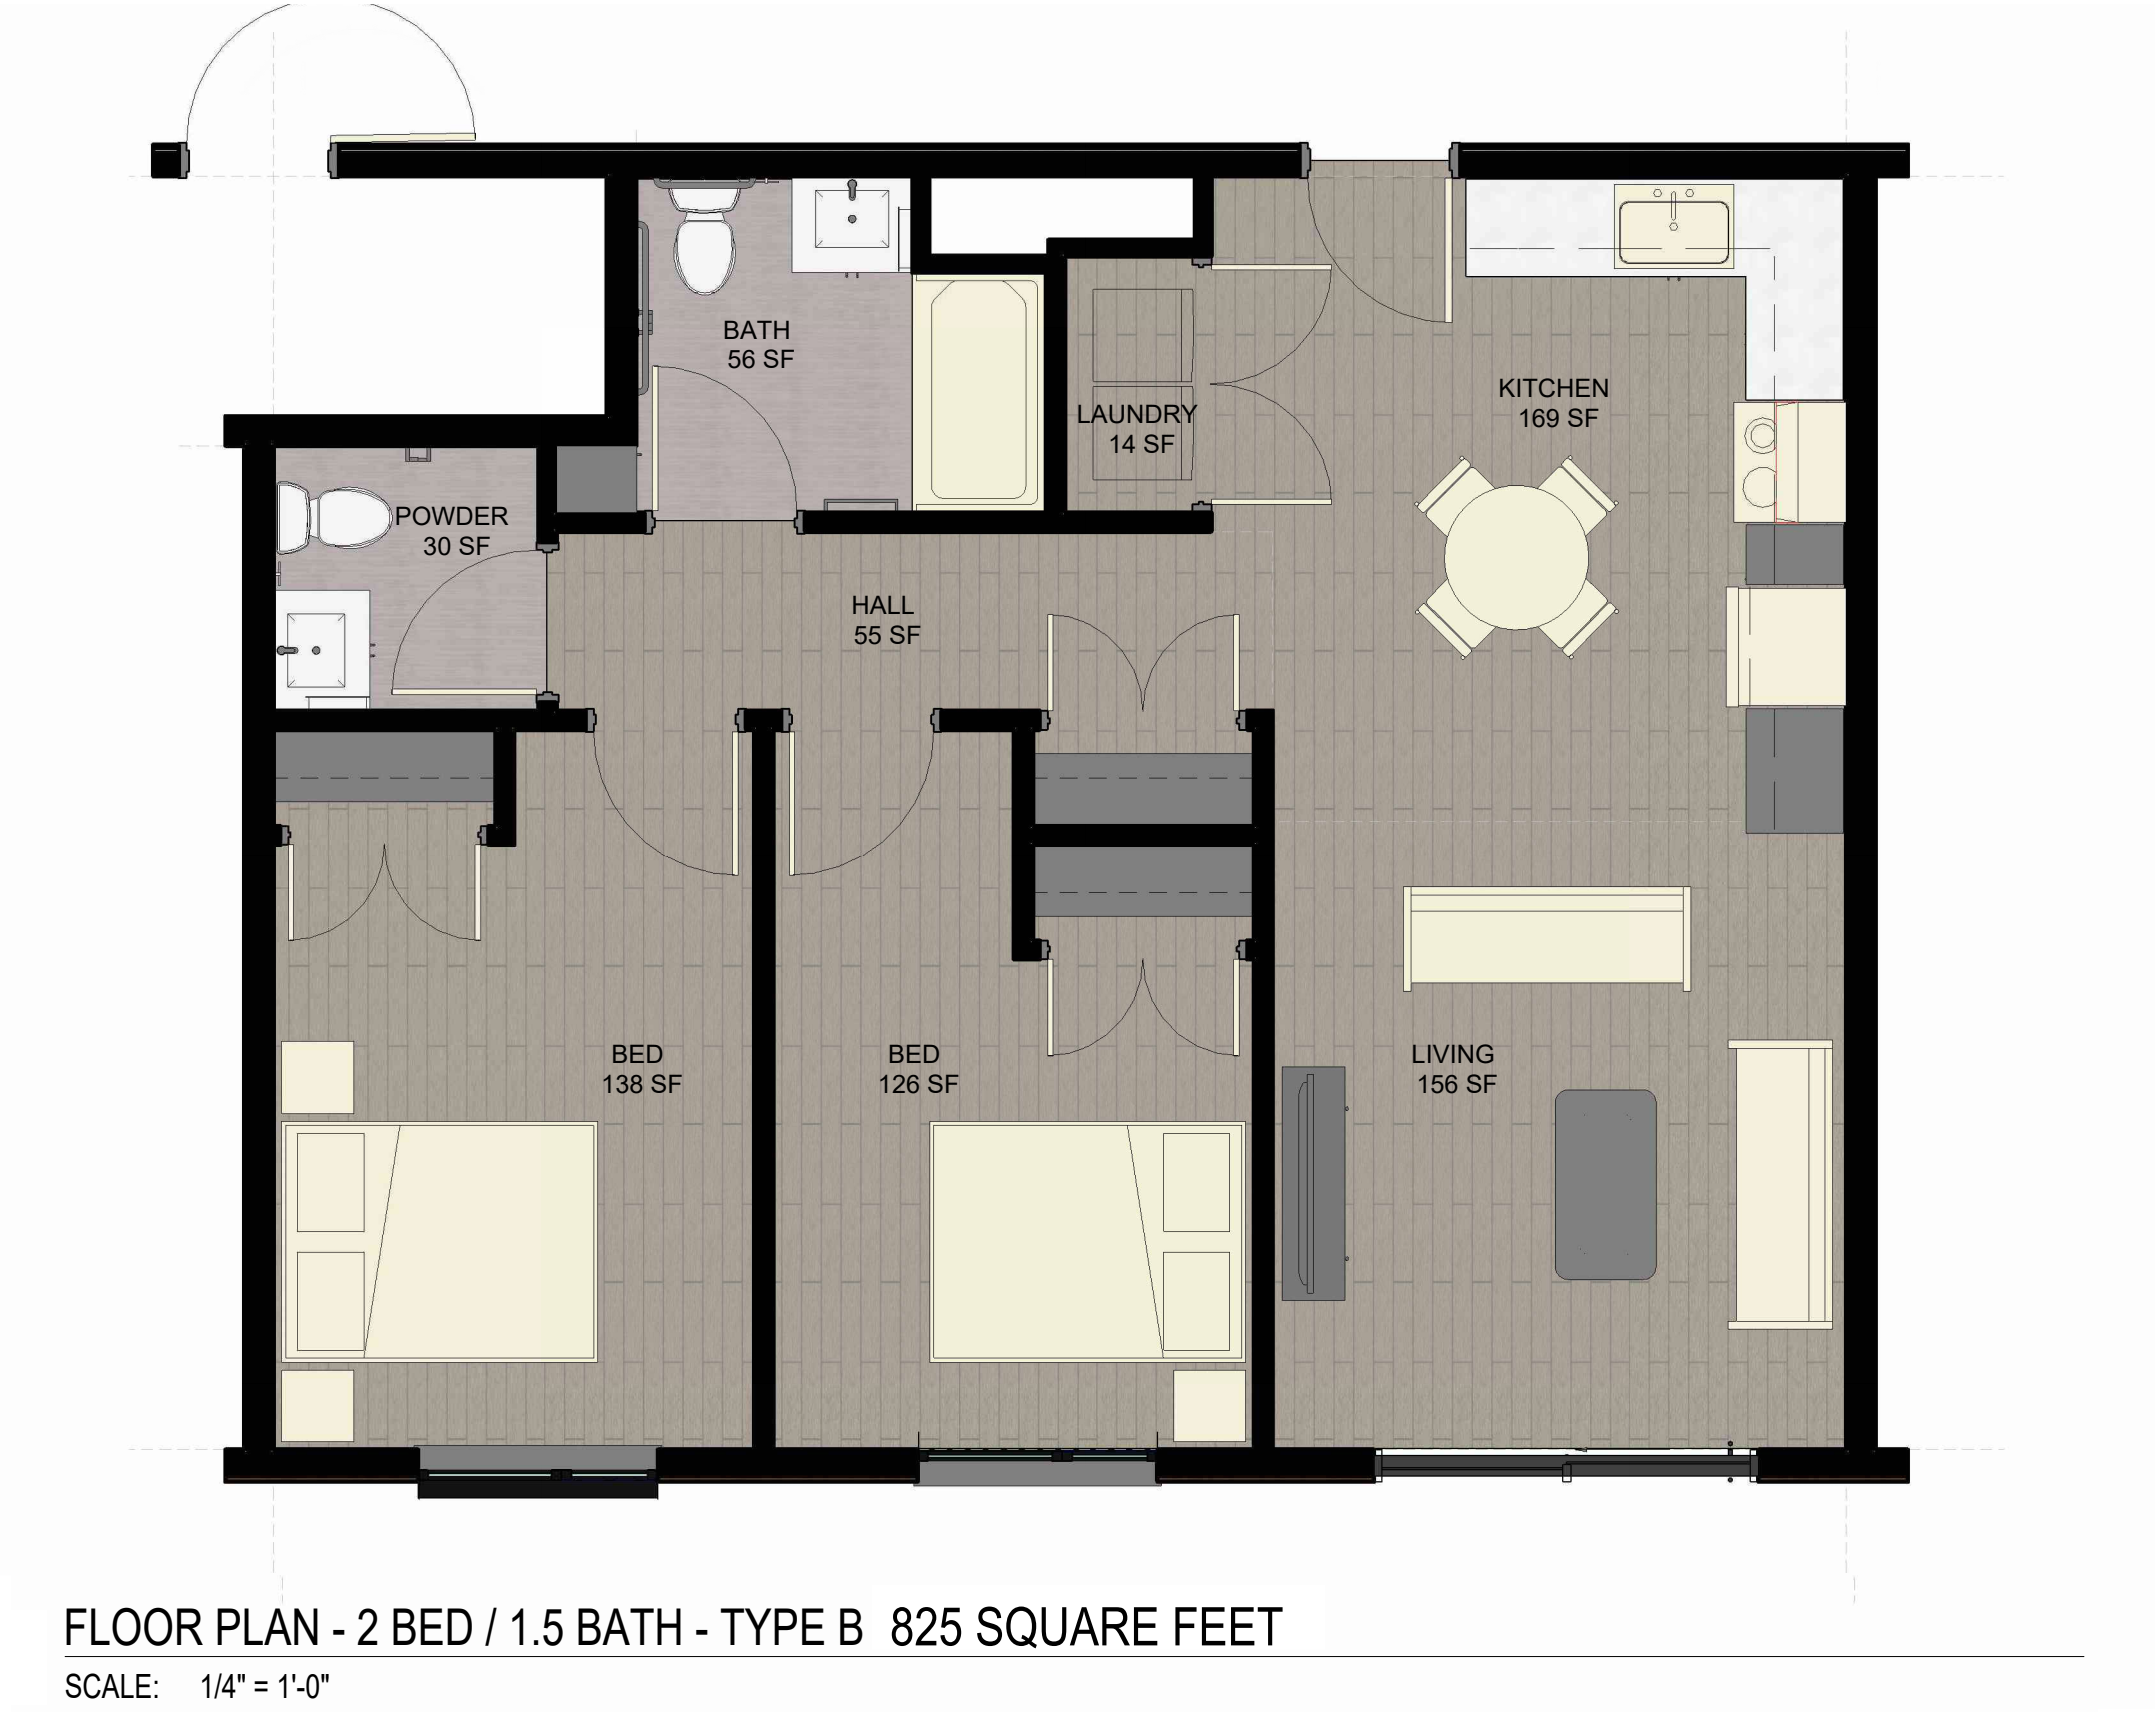 BATH
56 SF
LAUNDRY
14 SF
KITCHEN
169 SF
POWDER
30 SF
HALL
55 SF
BED
138 SF
BED
126 SF
LIVING
156 SF
FLOOR PLAN - 2 BED / 1.5 BATH - TYPE B 825 SQUARE FEET
SCALE: 1/4" = 1'-0"